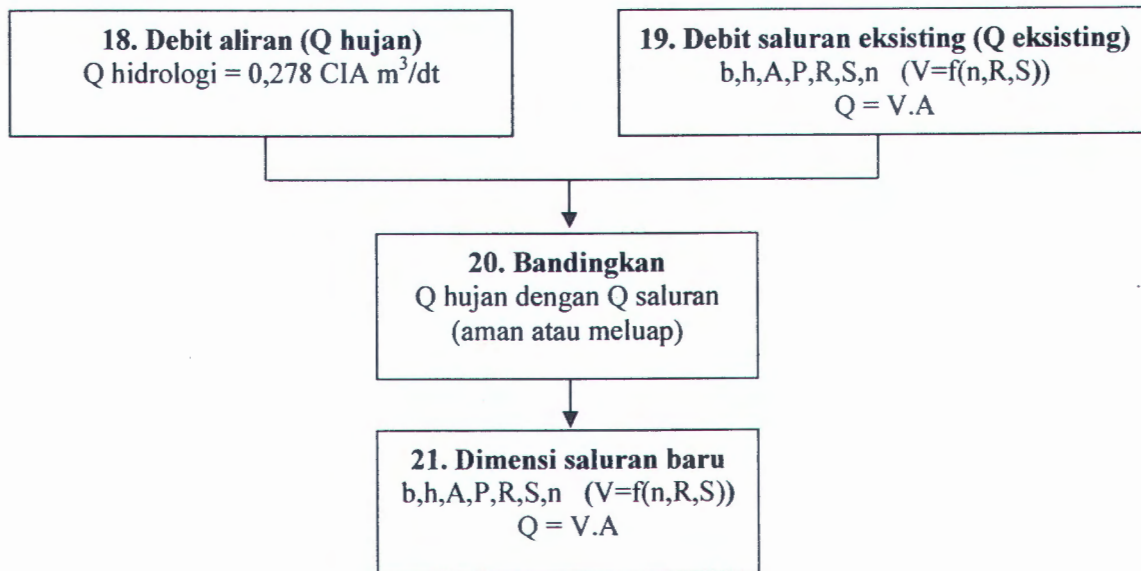 18. Debit aliran (Q hujan)
Q hidrologi = 0,278 CIA m³/dt
19. Debit saluran eksisting (Q eksisting)
b,h,A,P,R,S,n (V=f(n,R,S))
Q = V.A
20. Bandingkan
Q hujan dengan Q saluran
(aman atau meluap)
21. Dimensi saluran baru
b,h,A,P,R,S,n (V=f(n,R,S))
Q = V.A